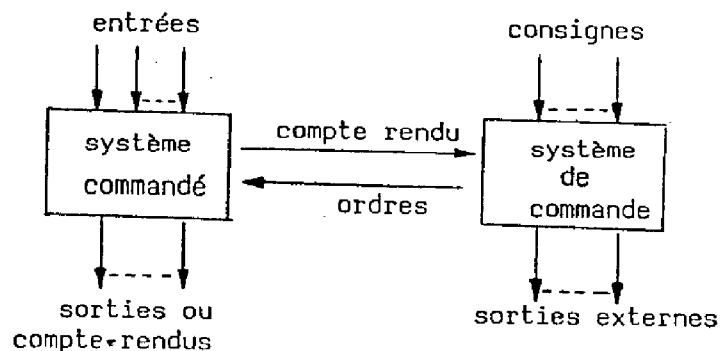 entrées
consignes
système
commandé
compte rendu
ordres
système
de
commande
sorties ou
compte-rendus
sorties externes